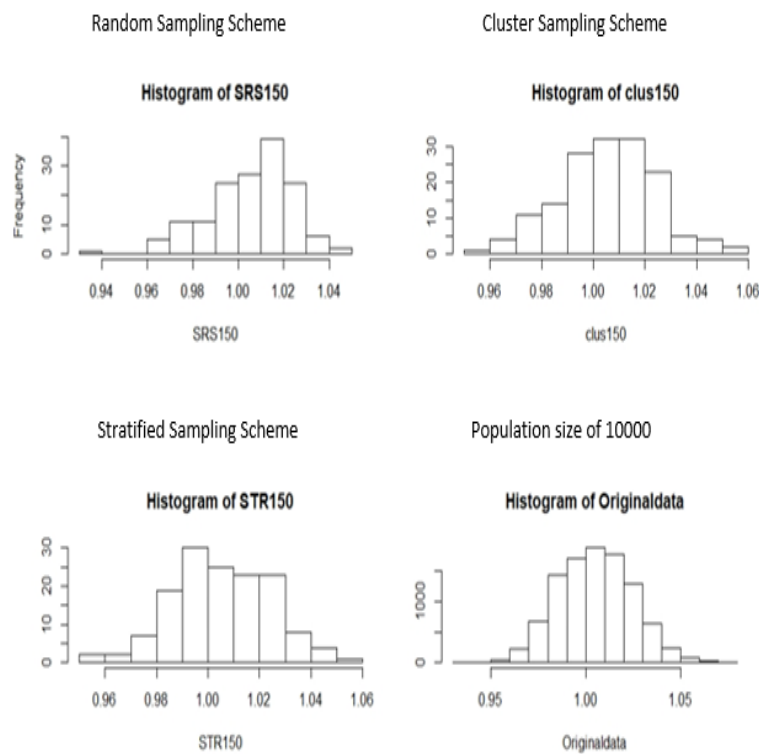 Random Sampling Scheme
Cluster Sampling Scheme
Histogram of SRS150
Histogram of clus150
Frequency
0 10 30
0.94 0.96 0.98 1.00 1.02 1.04
SRS150
0 10 20 30
0.96 0.98 1.00 1.02 1.04 1.06
clus150
Stratified Sampling Scheme
Population size of 10000
Histogram of STR150
Histogram of Originaldata
0 10 20 30
0.96 0.98 1.00 1.02 1.04 1.06
STR150
0 1000
0.95 1.00 1.05
Originaldata